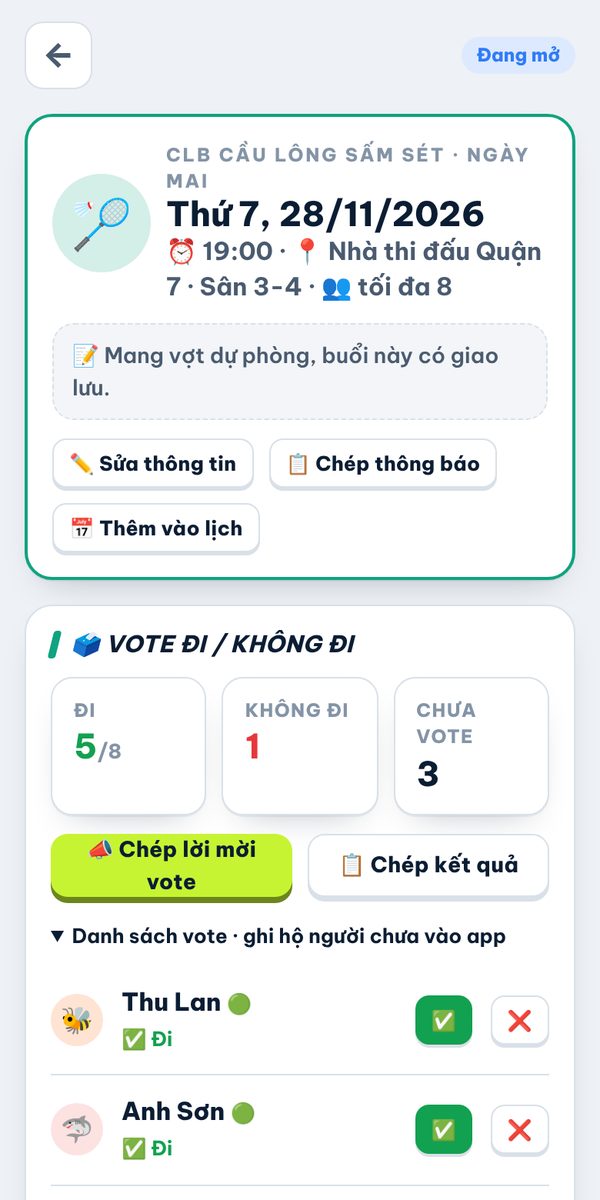 Đang mở
CLB CẦU LÔNG SẤM SÉT · NGÀY
MAI
Thứ 7, 28/11/2026
⏰ 19:00 · 📍 Nhà thi đấu Quận
7 · Sân 3-4 · 👥 tối đa 8
📝 Mang vợt dự phòng, buổi này có giao
lưu.
✏️ Sửa thông tin
📋 Chép thông báo
📅 Thêm vào lịch
🗳️ VOTE ĐI / KHÔNG ĐI
ĐI
5/8
KHÔNG ĐI
1
CHƯA
VOTE
3
📣 Chép lời mời
vote
📋 Chép kết quả
▼ Danh sách vote · ghi hộ người chưa vào app
Thu Lan 🟢
✅ Đi
Anh Sơn 🟢
✅ Đi